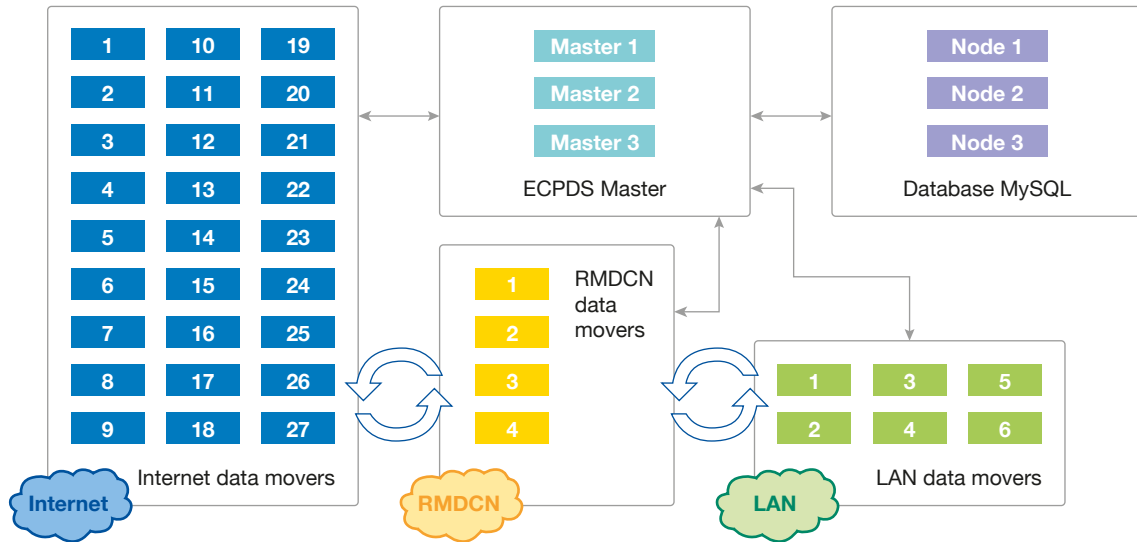 1 10 19
2 11 20
3 12 21
4 13 22
5 14 23
6 15 24
7 16 25
8 17 26
9 18 27
Internet data movers
Internet
Master 1
Master 2
Master 3
ECPDS Master
Node 1
Node 2
Node 3
Database MySQL
RMDCN
data
movers
1
2
3
4
RMDCN
1 3 5
2 4 6
LAN data movers
LAN